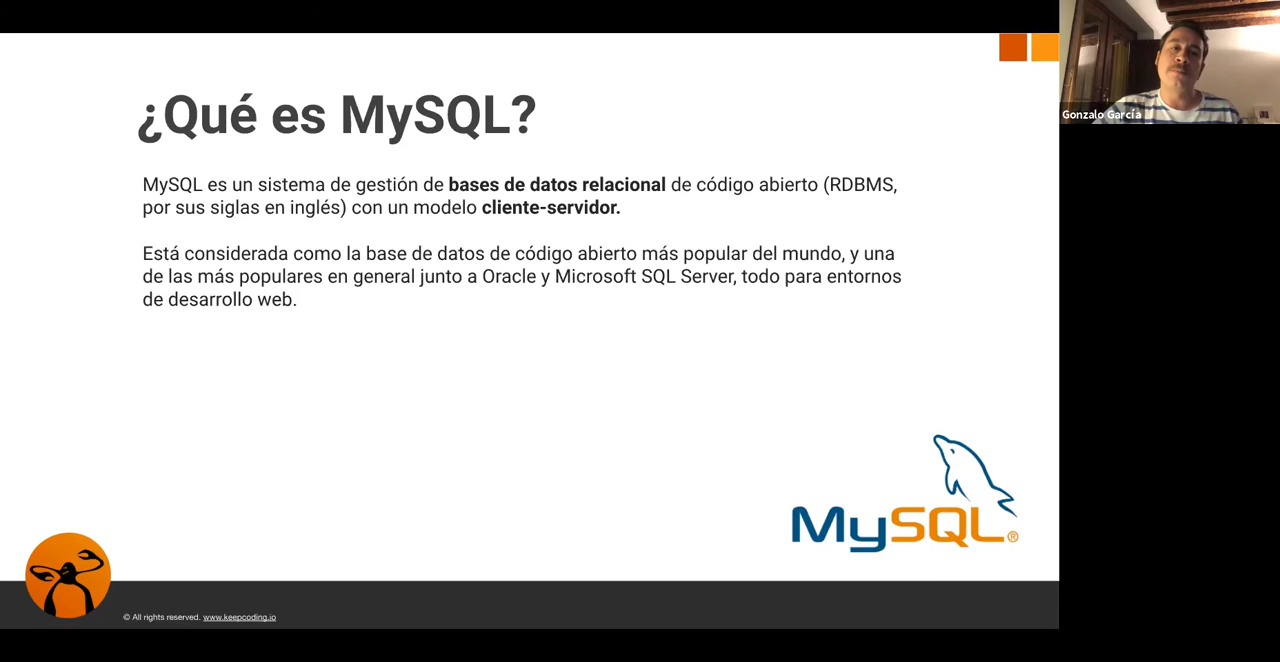 ¿Qué es MySQL?
MySQL es un sistema de gestión de bases de datos relacional de código abierto (RDBMS,
por sus siglas en inglés) con un modelo cliente-servidor.
Está considerada como la base de datos de código abierto más popular del mundo, y una
de las más populares en general junto a Oracle y Microsoft SQL Server, todo para entornos
de desarrollo web.
MySQL®
© All rights reserved. www.keepcoding.io
Gonzalo García